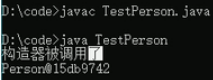 D:\code>javac TestPerson.java
D:\code>java TestPerson
构造器被调用了
Person@15db9742